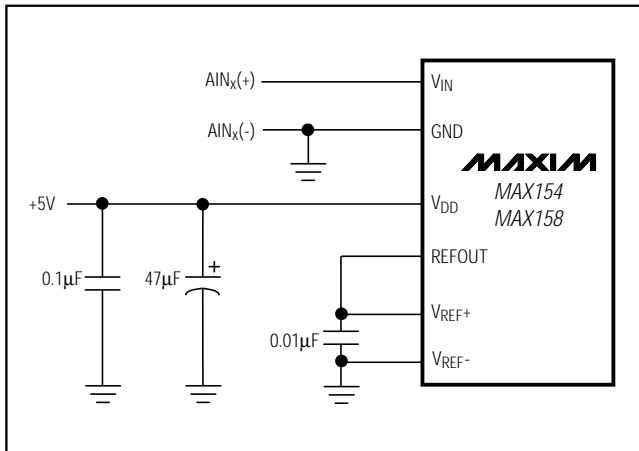 AINx(+)
VIN
AINx(-)
GND
MAXIM
MAX154
MAX158
+5V
VDD
REFOUT
0.1µF
47µF
+
VREF+
0.01µF
VREF-